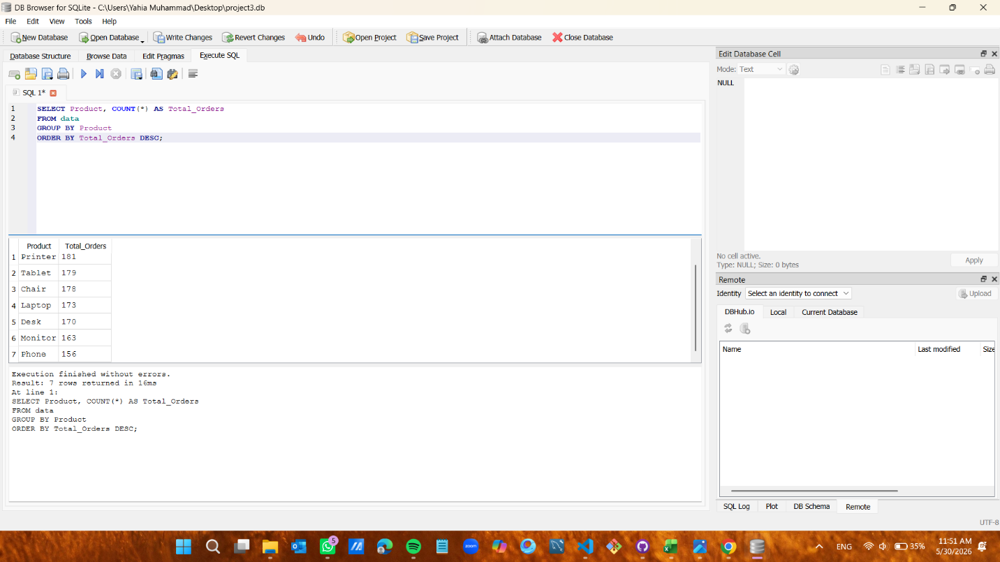 DB Browser for SQLite - C:\Users\Yahia Muhammad\Desktop\project3.db
File Edit View Tools Help
New Database Open Database Write Changes Revert Changes Undo Open Project Save Project Attach Database Close Database
Database Structure Browse Data Edit Pragmas Execute SQL
SQL 1*
1 SELECT Product, COUNT(*) AS Total_Orders
2 FROM data
3 GROUP BY Product
4 ORDER BY Total_Orders DESC;
Product Total_Orders
1 Printer 181
2 Tablet 179
3 Chair 178
4 Laptop 173
5 Desk 170
6 Monitor 163
7 Phone 156
Execution finished without errors.
Result: 7 rows returned in 16ms
At line 1:
SELECT Product, COUNT(*) AS Total_Orders
FROM data
GROUP BY Product
ORDER BY Total_Orders DESC;
Edit Database Cell
Mode: Text
NULL
No cell active.
Type: NULL; Size: 0 bytes
Apply
Remote
Identity Select an identity to connect Upload
DBHub.io Local Current Database
Name Last modified Size
SQL Log Plot DB Schema Remote
UTF-8
5
zoom
ENG 35% 11:51 AM
5/30/2026